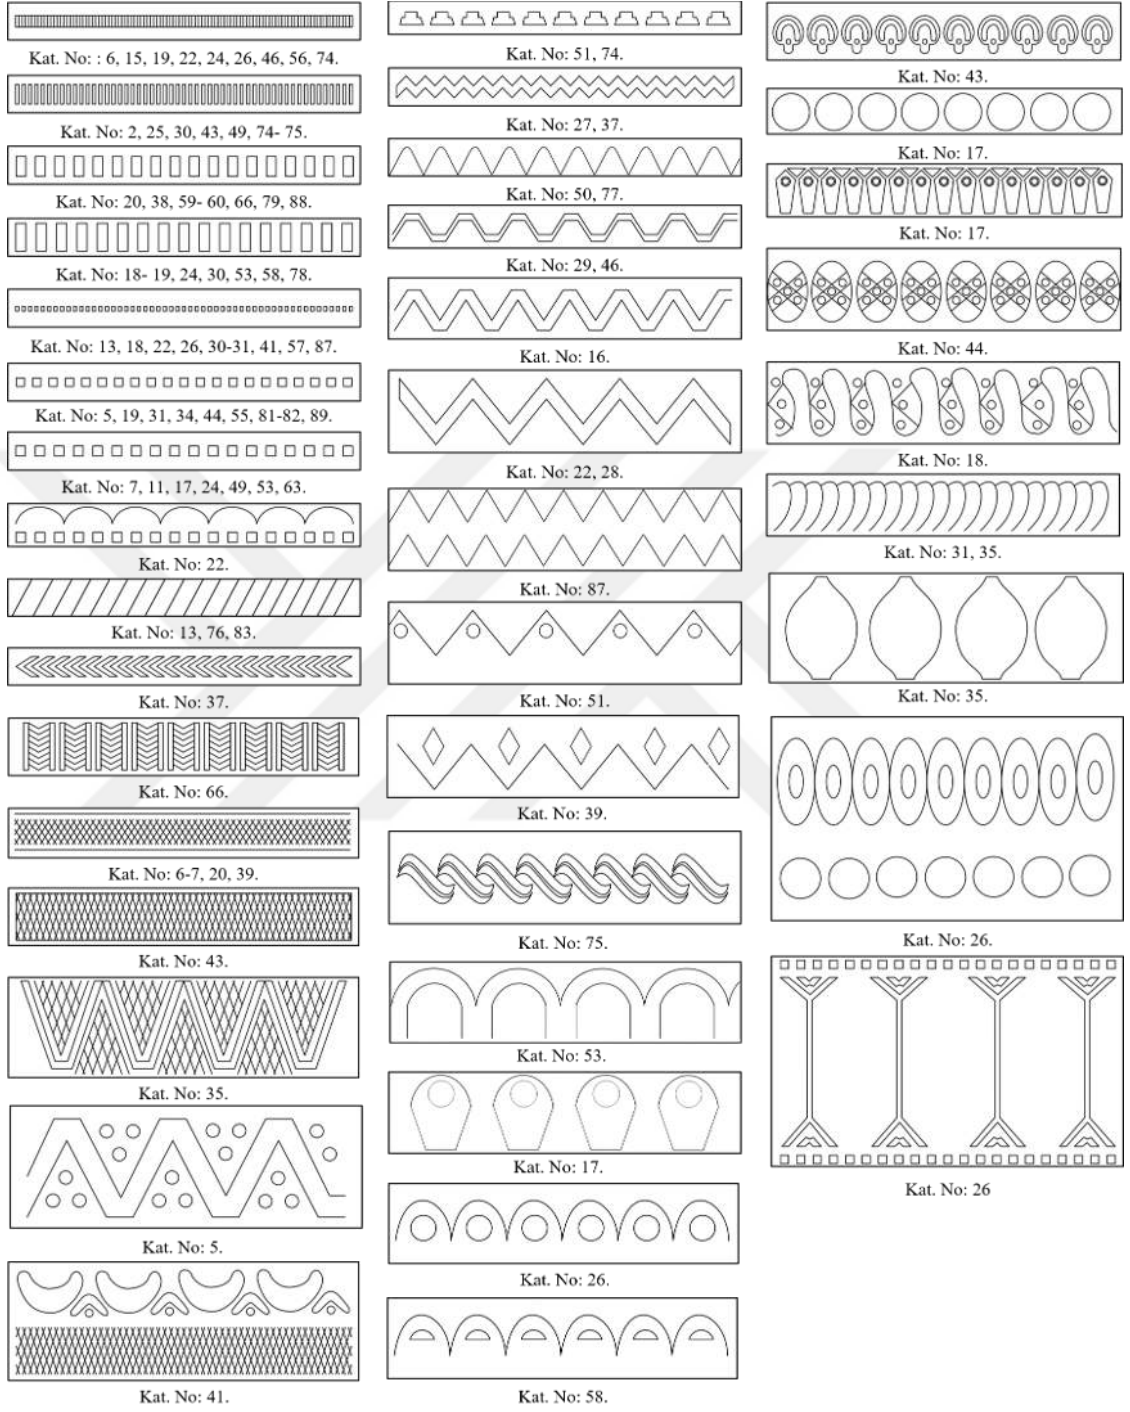 Kat. No: : 6, 15, 19, 22, 24, 26, 46, 56, 74.
Kat. No: 2, 25, 30, 43, 49, 74- 75.
Kat. No: 20, 38, 59- 60, 66, 79, 88.
Kat. No: 18- 19, 24, 30, 53, 58, 78.
Kat. No: 13, 18, 22, 26, 30-31, 41, 57, 87.
Kat. No: 5, 19, 31, 34, 44, 55, 81-82, 89.
Kat. No: 7, 11, 17, 24, 49, 53, 63.
Kat. No: 22.
Kat. No: 13, 76, 83.
Kat. No: 37.
Kat. No: 66.
Kat. No: 6-7, 20, 39.
Kat. No: 43.
Kat. No: 35.
Kat. No: 5.
Kat. No: 41.
Kat. No: 51, 74.
Kat. No: 27, 37.
Kat. No: 50, 77.
Kat. No: 29, 46.
Kat. No: 16.
Kat. No: 22, 28.
Kat. No: 87.
Kat. No: 51.
Kat. No: 39.
Kat. No: 75.
Kat. No: 53.
Kat. No: 17.
Kat. No: 26.
Kat. No: 58.
Kat. No: 43.
Kat. No: 17.
Kat. No: 17.
Kat. No: 44.
Kat. No: 18.
Kat. No: 31, 35.
Kat. No: 35.
Kat. No: 26.
Kat. No: 26